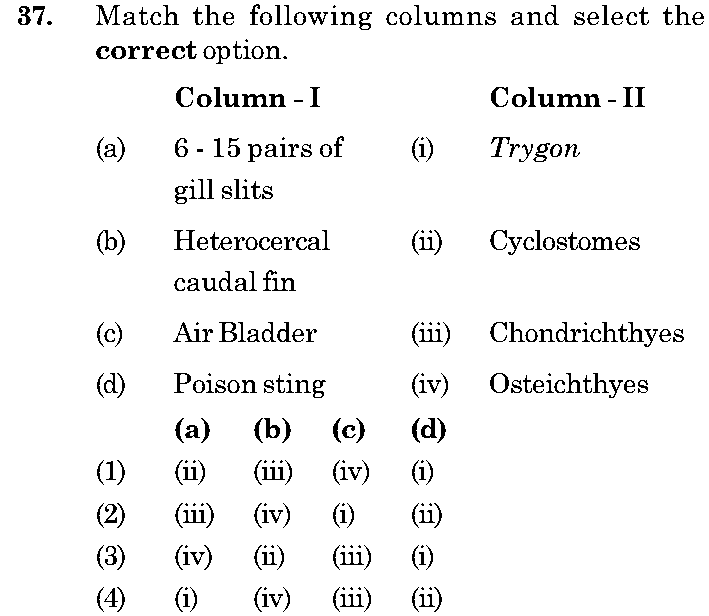 37. Match the following columns and select the
correct option.
Column - I Column - II
(a) 6 - 15 pairs of (i) Trygon
gill slits
(b) Heterocercal (ii) Cyclostomes
caudal fin
(c) Air Bladder (iii) Chondrichthyes
(d) Poison sting (iv) Osteichthyes
(a) (b) (c) (d)
(1) (ii) (iii) (iv) (i)
(2) (iii) (iv) (i) (ii)
(3) (iv) (ii) (iii) (i)
(4) (i) (iv) (iii) (ii)